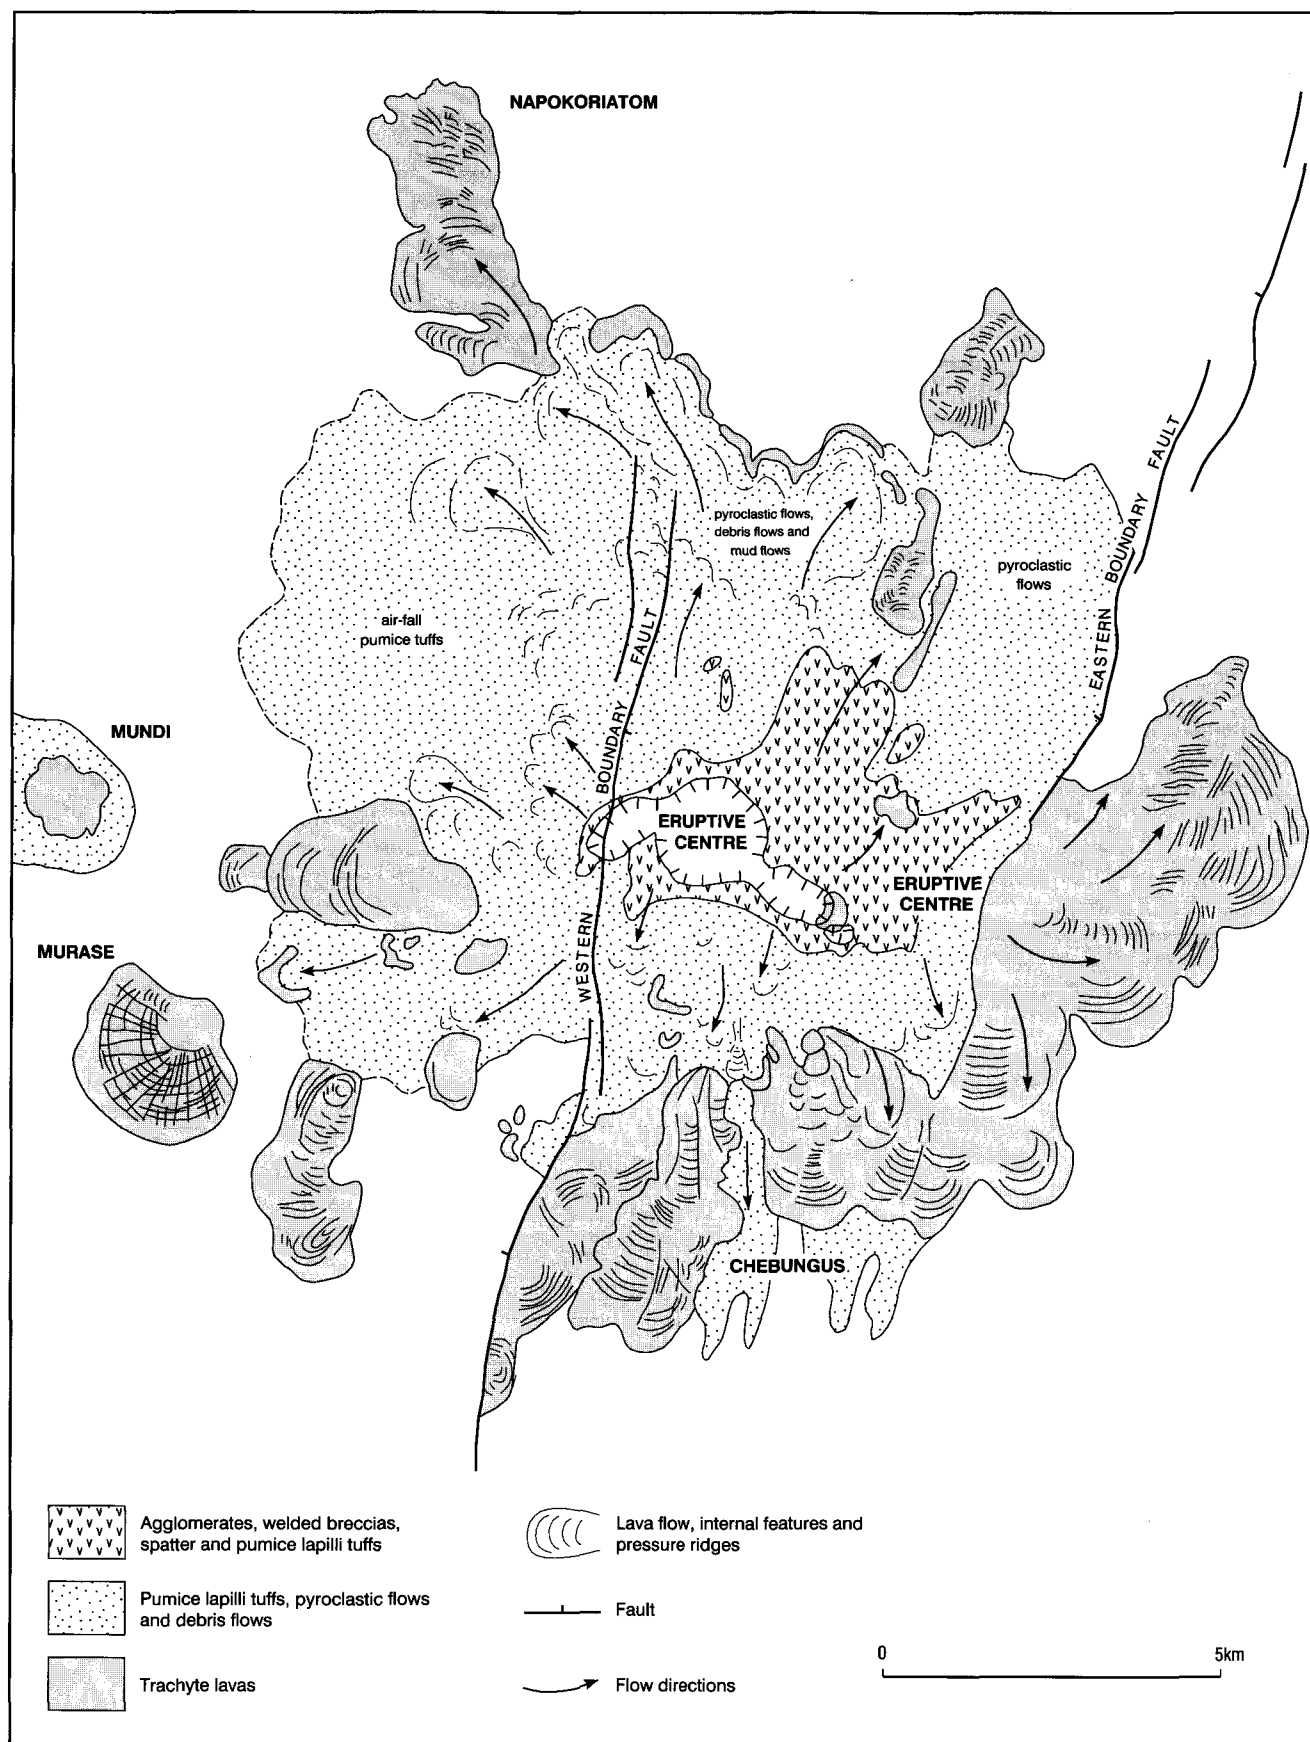 NAPOKORIATOM
EASTERN BOUNDARY FAULT
pyroclastic flows,
debris flows and
mud flows
pyroclastic
flows
air-fall
pumice tuffs
WESTERN BOUNDARY FAULT
MUNDI
ERUPTIVE
CENTRE
ERUPTIVE
CENTRE
MURASE
CHEBUNGUS
Agglomerates, welded breccias,
spatter and pumice lapilli tuffs
Pumice lapilli tuffs, pyroclastic flows
and debris flows
Trachyte lavas
Lava flow, internal features and
pressure ridges
Fault
Flow directions
0 5km